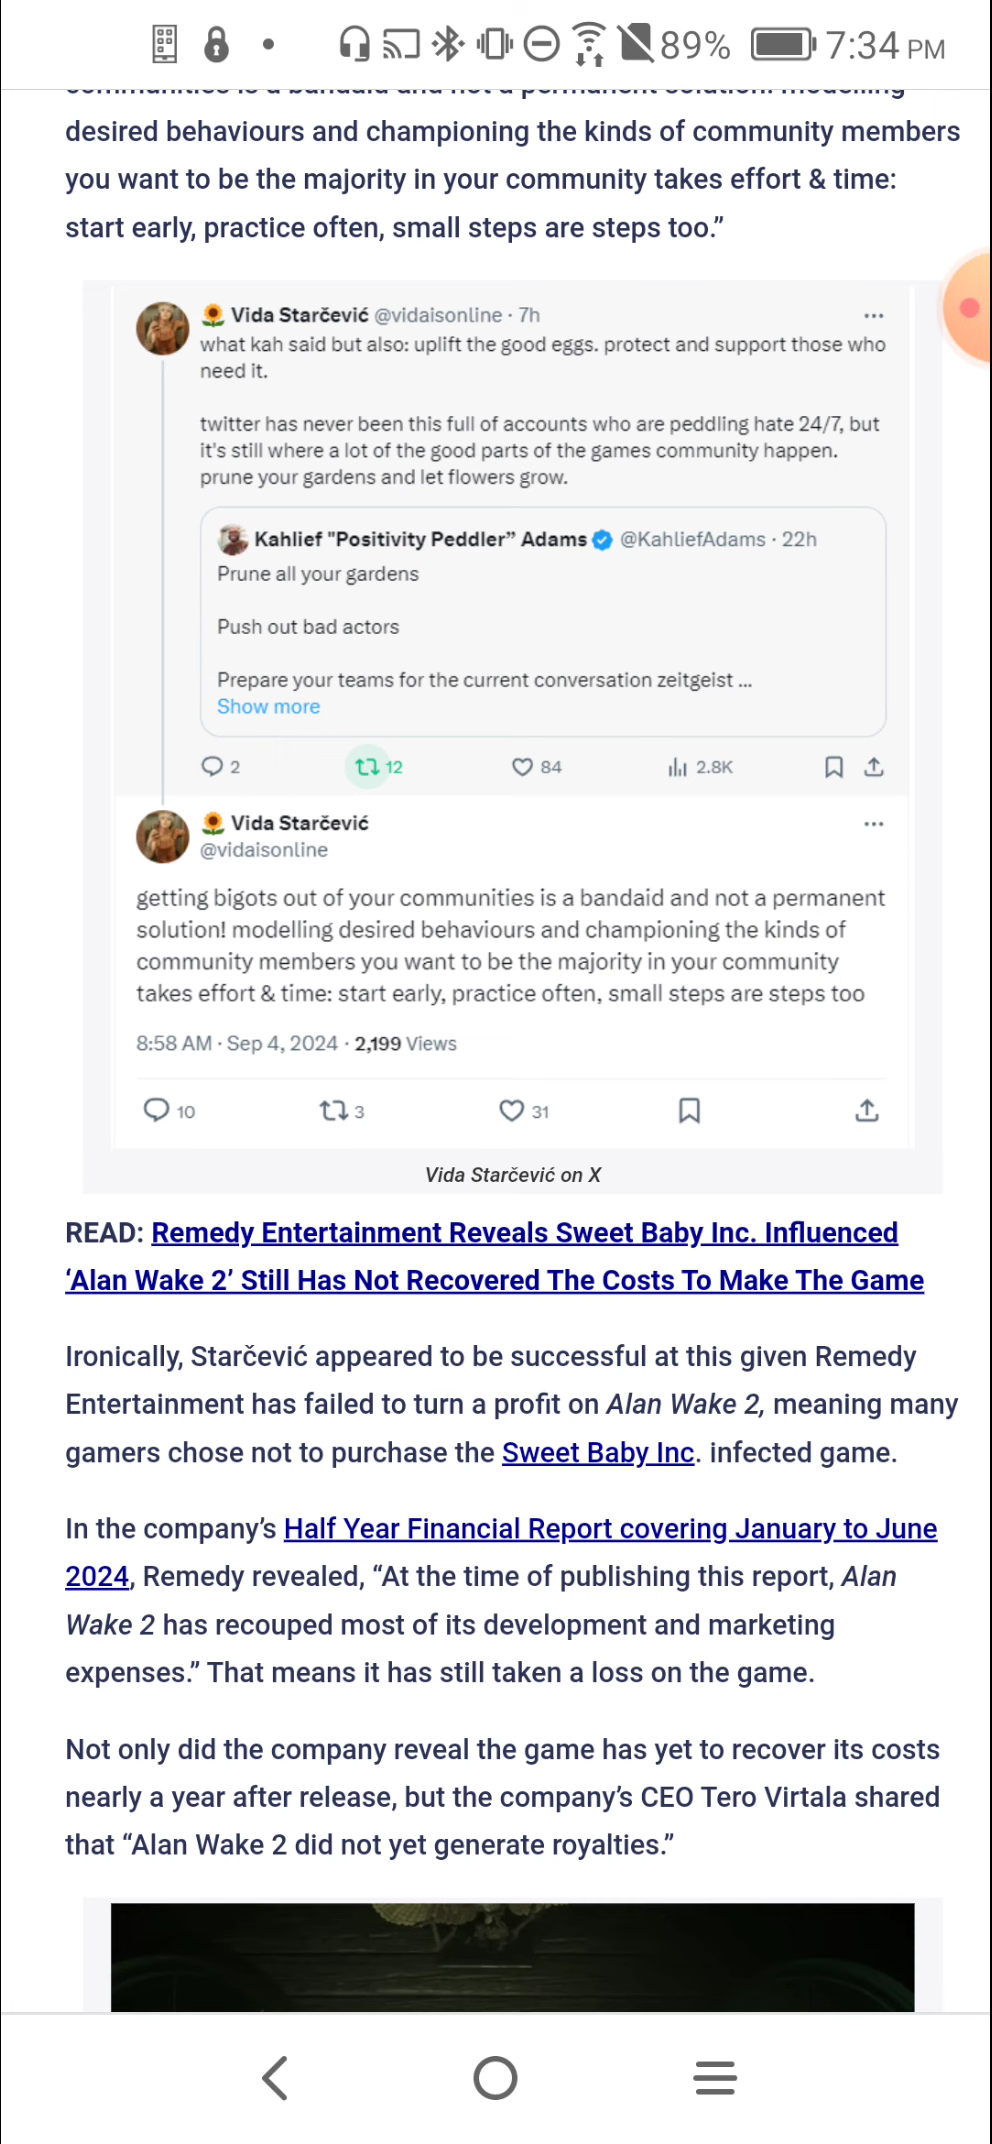 89% 7:34 PM
communities is a bandaid and not a permanent solution! modelling
desired behaviours and championing the kinds of community members
you want to be the majority in your community takes effort & time:
start early, practice often, small steps are steps too.”
🌻 Vida Starčević @vidaisonline · 7h
what kah said but also: uplift the good eggs. protect and support those who
need it.
twitter has never been this full of accounts who are peddling hate 24/7, but
it's still where a lot of the good parts of the games community happen.
prune your gardens and let flowers grow.
Kahlief "Positivity Peddler” Adams @KahliefAdams · 22h
Prune all your gardens
Push out bad actors
Prepare your teams for the current conversation zeitgeist ...
Show more
2 12 84 2.8K
🌻 Vida Starčević
@vidaisonline
getting bigots out of your communities is a bandaid and not a permanent
solution! modelling desired behaviours and championing the kinds of
community members you want to be the majority in your community
takes effort & time: start early, practice often, small steps are steps too
8:58 AM · Sep 4, 2024 · 2,199 Views
10 3 31
Vida Starčević on X
READ: Remedy Entertainment Reveals Sweet Baby Inc. Influenced
‘Alan Wake 2’ Still Has Not Recovered The Costs To Make The Game
Ironically, Starčević appeared to be successful at this given Remedy
Entertainment has failed to turn a profit on Alan Wake 2, meaning many
gamers chose not to purchase the Sweet Baby Inc. infected game.
In the company’s Half Year Financial Report covering January to June
2024, Remedy revealed, “At the time of publishing this report, Alan
Wake 2 has recouped most of its development and marketing
expenses.” That means it has still taken a loss on the game.
Not only did the company reveal the game has yet to recover its costs
nearly a year after release, but the company’s CEO Tero Virtala shared
that “Alan Wake 2 did not yet generate royalties.”